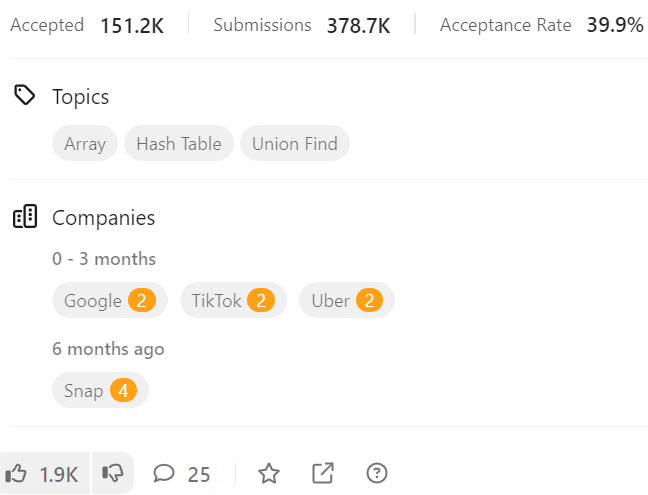 Accepted 151.2K Submissions 378.7K Acceptance Rate 39.9%
Topics
Array Hash Table Union Find
Companies
0 - 3 months
Google 2 TikTok 2 Uber 2
6 months ago
Snap 4
1.9K 25